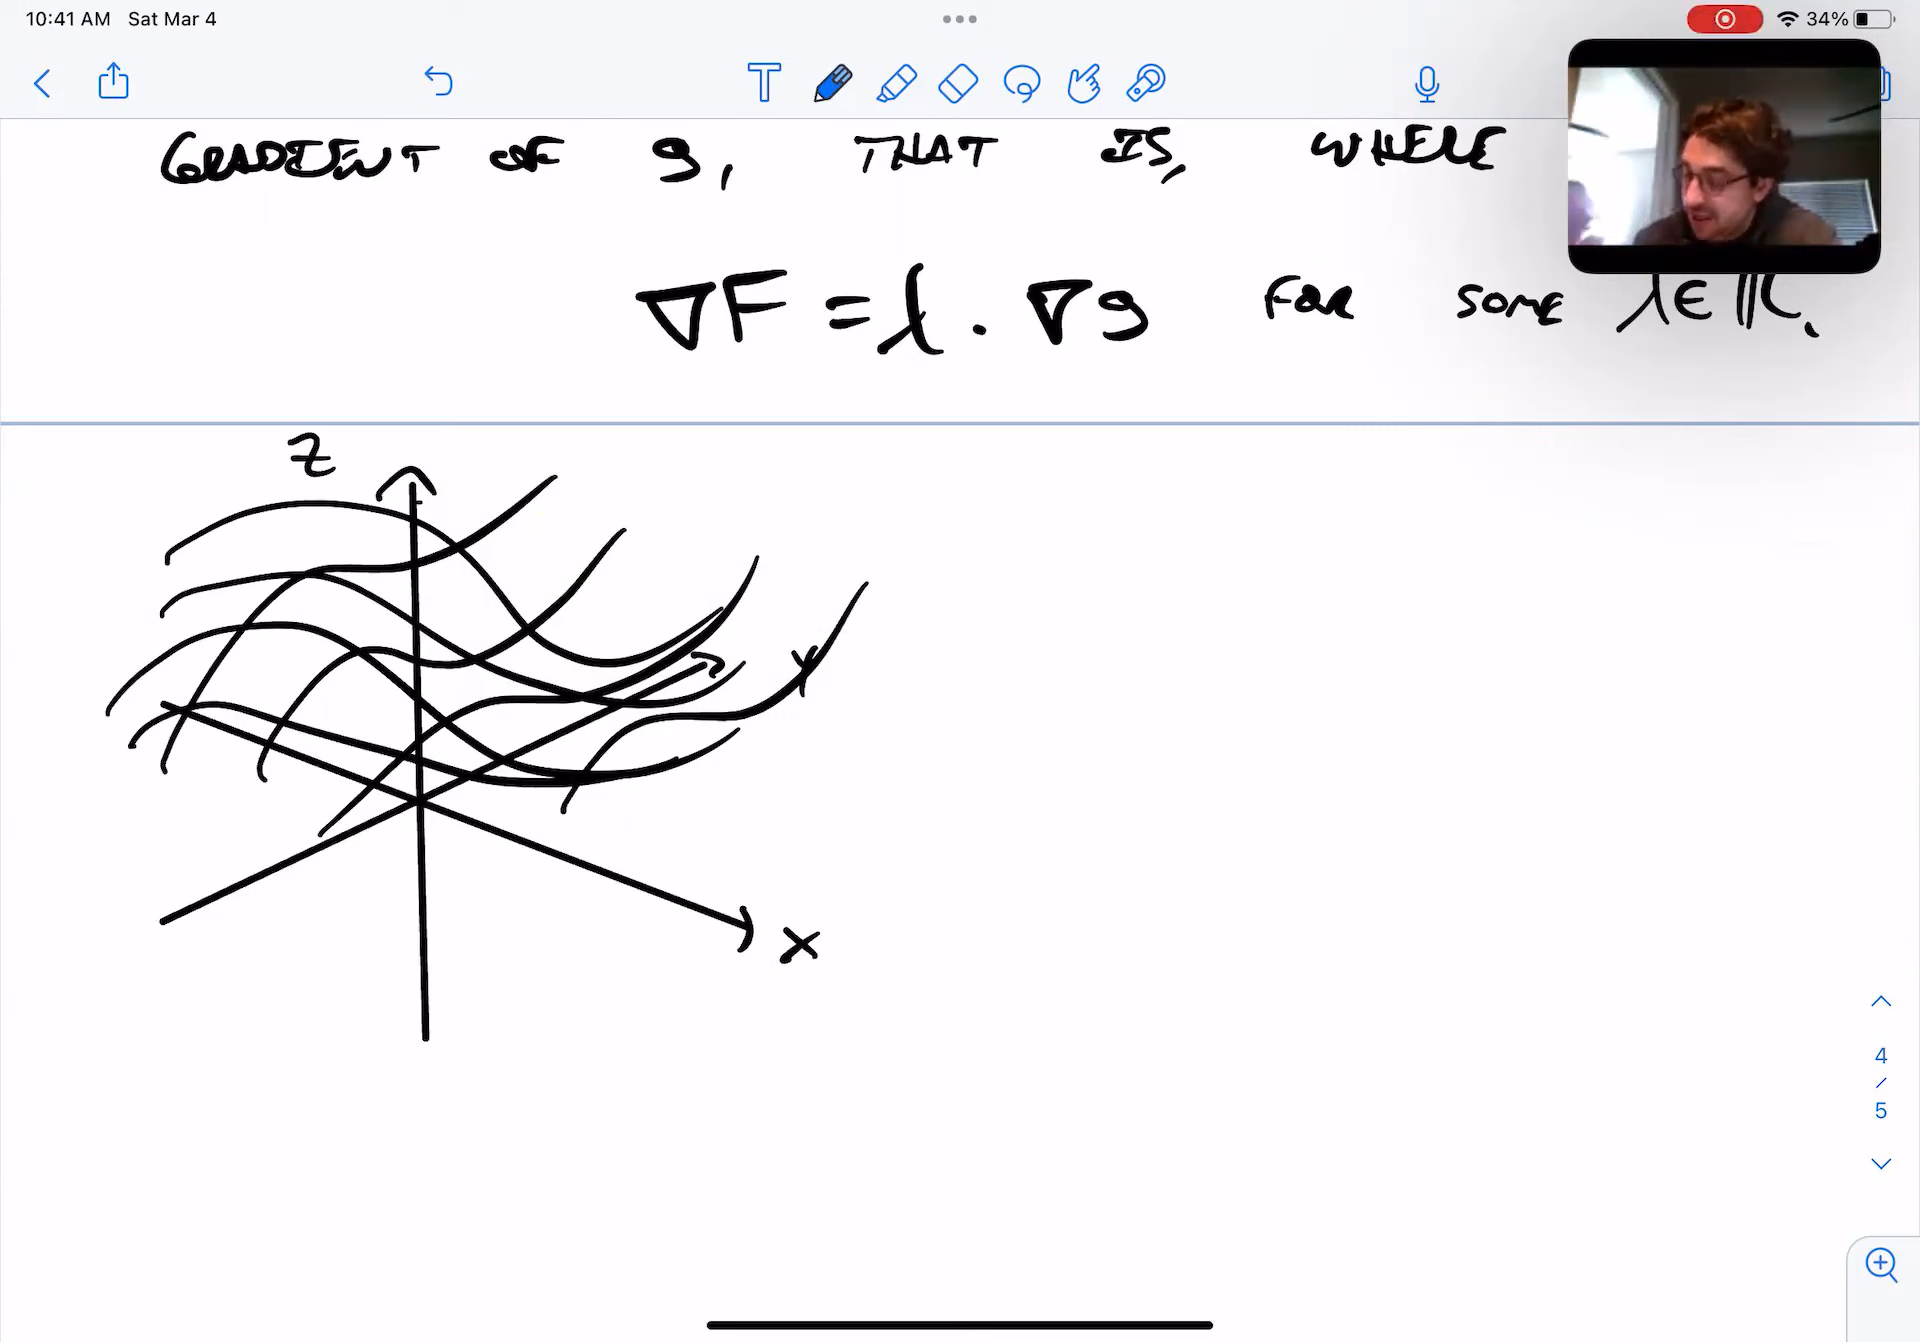 10:41 AM Sat Mar 4
34%
GRADIENT OF g, THAT IS, WHERE
∇F = λ · ∇g FOR SOME λ ∈ ℝ.
Z
Y
X
4
/
5